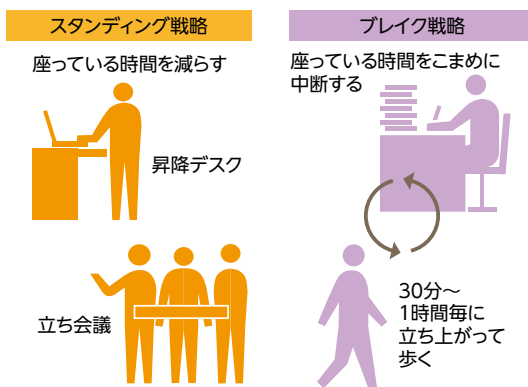 スタンディング戦略
座っている時間を減らす
昇降デスク
立ち会議
ブレイク戦略
座っている時間をこまめに
中断する
30分～
1時間毎に
立ち上がって
歩く